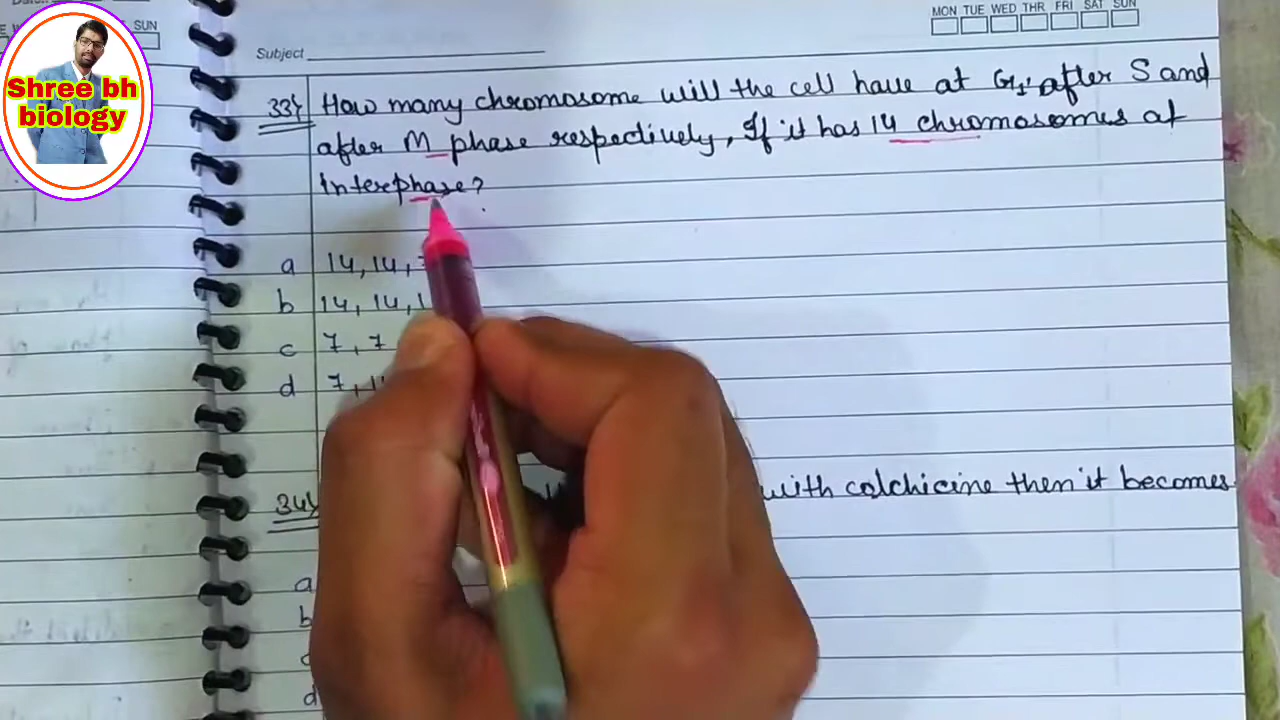 SUN
Shree bh
biology
MON TUE WED THR FRI SAT SUN
Subject
33) How many chromosome will the cell have at G1, after S and
after M phase respectively, If it has 14 chromosomes at
Interphase?
a 14, 14,
b 14, 14, 1
c 7, 7
d 7, 1
34)
with colchicine then it becomes
a
b
c
d